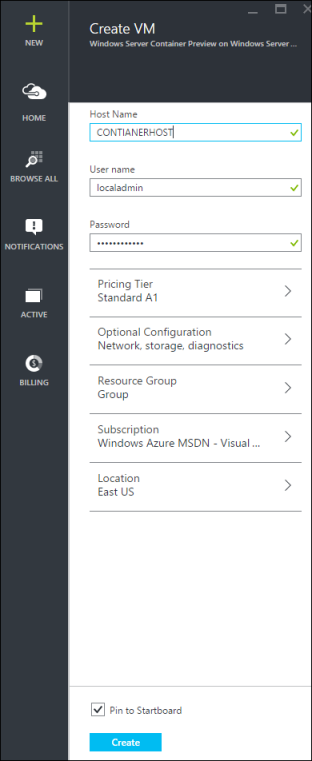 NEW
HOME
BROWSE ALL
NOTIFICATIONS
ACTIVE
BILLING
Create VM
Windows Server Container Preview on Windows Server ...
Host Name
CONTIANERHOST
User name
localadmin
Password
••••••••••••
Pricing Tier
Standard A1
Optional Configuration
Network, storage, diagnostics
Resource Group
Group
Subscription
Windows Azure MSDN - Visual ...
Location
East US
Pin to Startboard
Create